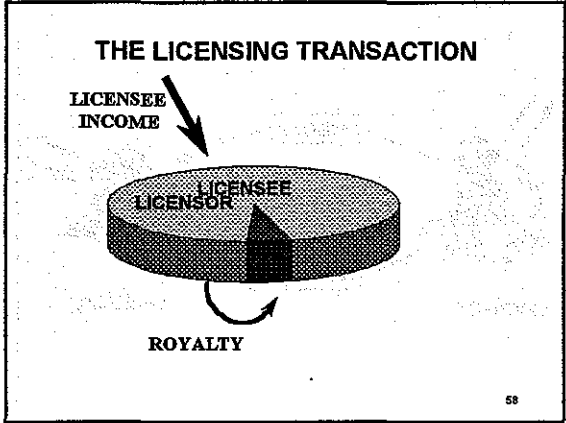 THE LICENSING TRANSACTION
LICENSEE
INCOME
LICENSEE
LICENSOR
ROYALTY
58